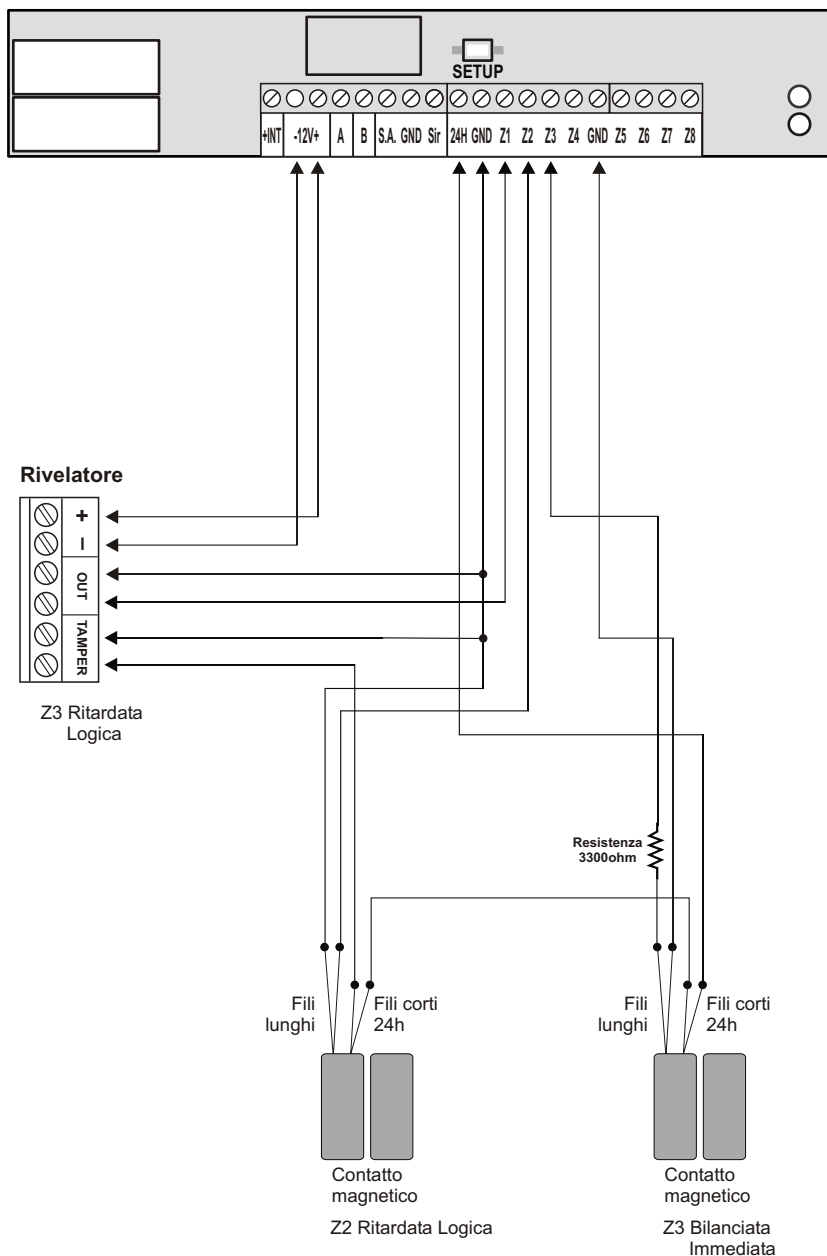 SETUP
+INT -12V+ A B S.A. GND Sir 24H GND Z1 Z2 Z3 Z4 GND Z5 Z6 Z7 Z8
Rivelatore
+
–
OUT
TAMPER
Z3 Ritardata
Logica
Resistenza
3300ohm
Fili
lunghi
Fili corti
24h
Fili
lunghi
Fili corti
24h
Contatto
magnetico
Z2 Ritardata Logica
Contatto
magnetico
Z3 Bilanciata
Immediata